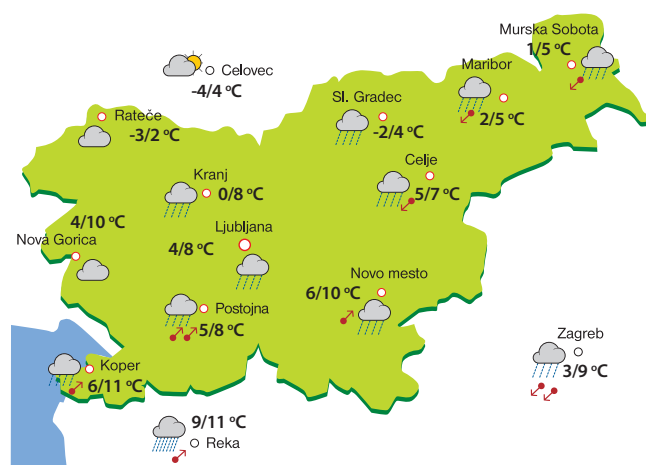 Murska Sobota
1/5 °C
Maribor
2/5 °C
Celovec
-4/4 °C
Sl. Gradec
-2/4 °C
Rateče
-3/2 °C
Celje
5/7 °C
Kranj
0/8 °C
4/10 °C
Nova Gorica
Ljubljana
4/8 °C
Novo mesto
6/10 °C
Postojna
5/8 °C
Zagreb
3/9 °C
Koper
6/11 °C
9/11 °C
Reka